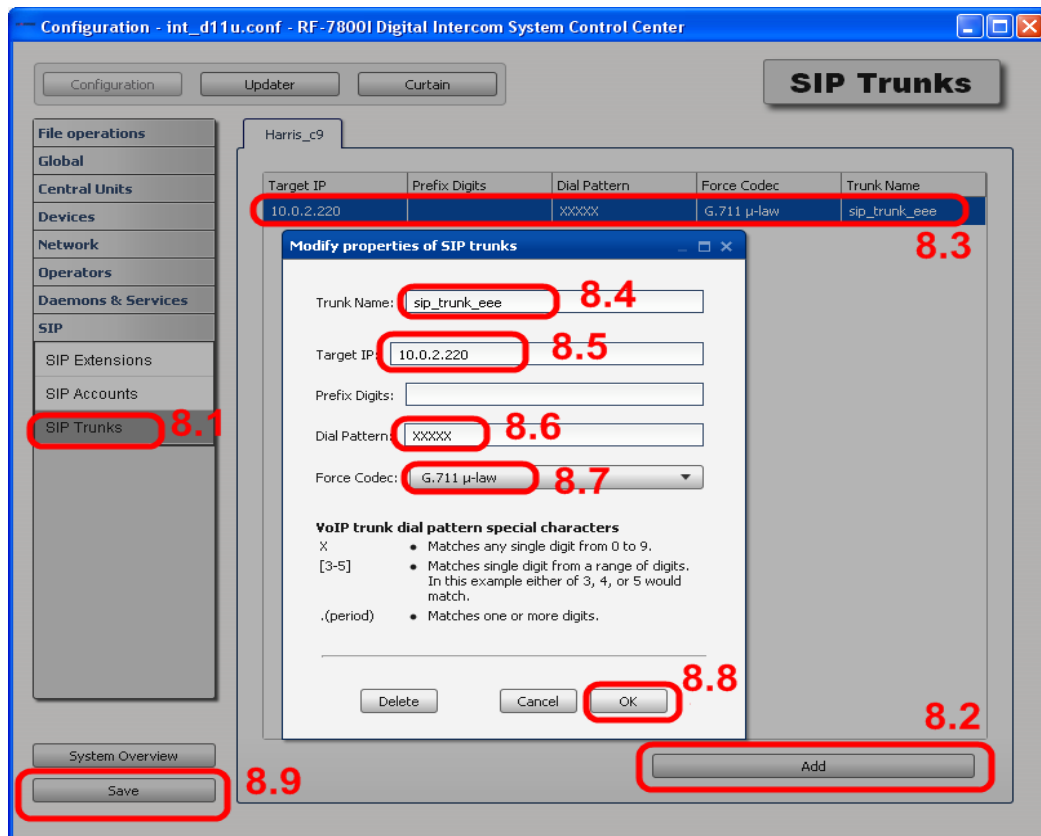 Configuration - int_d11u.conf - RF-7800I Digital Intercom System Control Center
Configuration Updater Curtain
SIP Trunks
File operations
Global
Central Units
Devices
Network
Operators
Daemons & Services
SIP
SIP Extensions
SIP Accounts
SIP Trunks 8.1
Harris_c9
Target IP Prefix Digits Dial Pattern Force Codec Trunk Name
10.0.2.220 XXXXX G.711 µ-law sip_trunk_eee
8.3
Modify properties of SIP trunks
Trunk Name: sip_trunk_eee 8.4
Target IP: 10.0.2.220 8.5
Prefix Digits:
Dial Pattern: XXXXX 8.6
Force Codec: G.711 µ-law 8.7
VoIP trunk dial pattern special characters
X • Matches any single digit from 0 to 9.
[3-5] • Matches single digit from a range of digits.
In this example either of 3, 4, or 5 would
match.
.(period) • Matches one or more digits.
Delete Cancel OK 8.8
8.2
Add
System Overview
Save 8.9